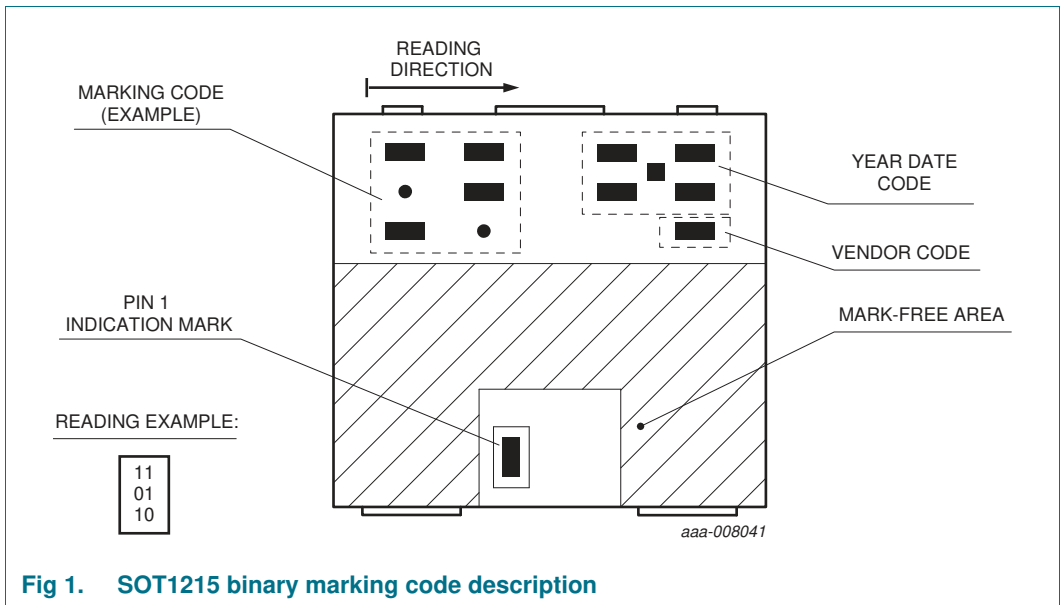 READING
DIRECTION
MARKING CODE
(EXAMPLE)
YEAR DATE
CODE
VENDOR CODE
PIN 1
INDICATION MARK
MARK-FREE AREA
READING EXAMPLE:
11
01
10
aaa-008041
Fig 1. SOT1215 binary marking code description